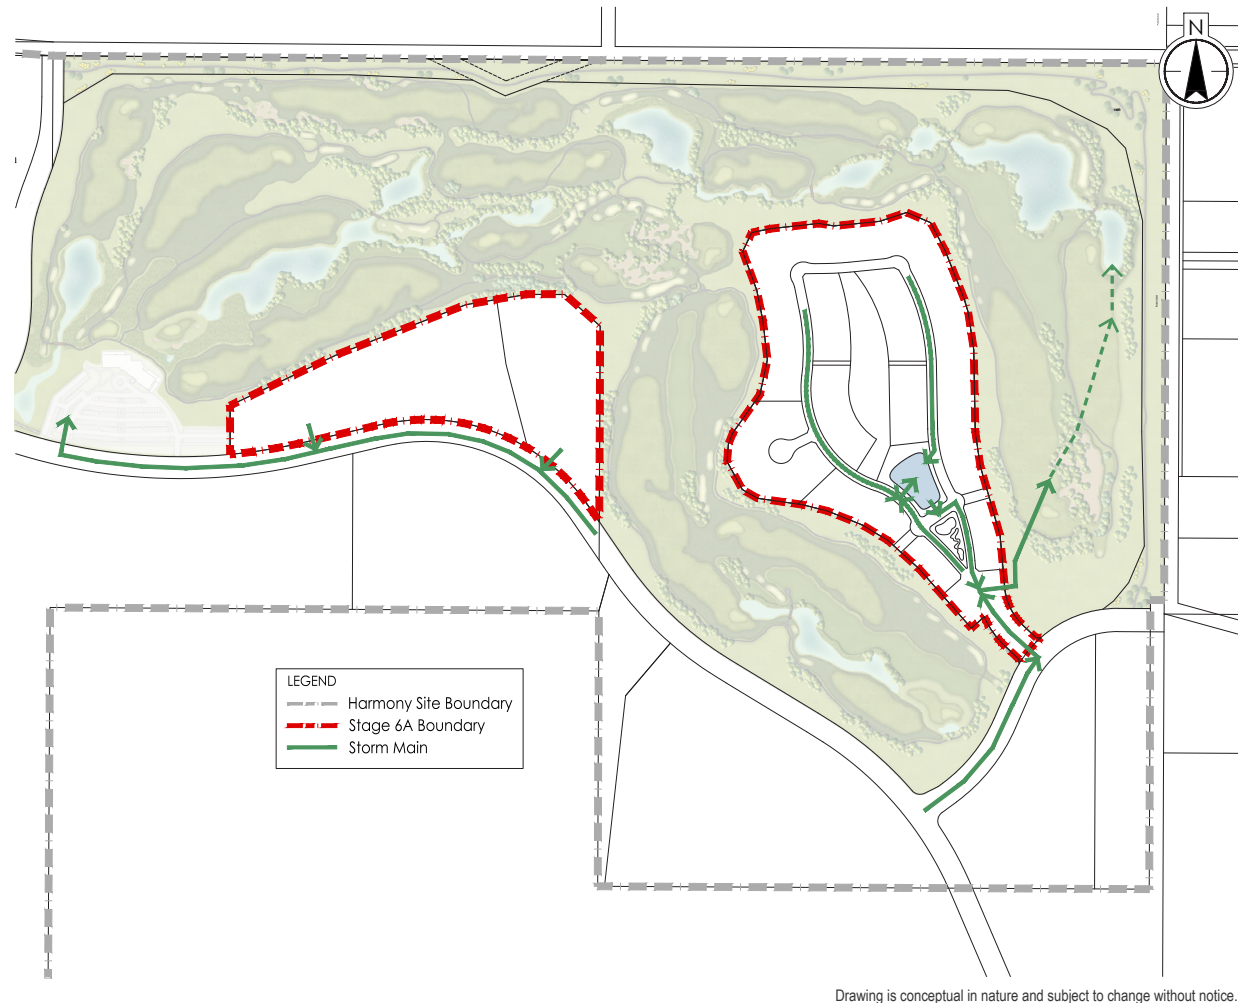 N
LEGEND
Harmony Site Boundary
Stage 6A Boundary
Storm Main
Drawing is conceptual in nature and subject to change without notice.